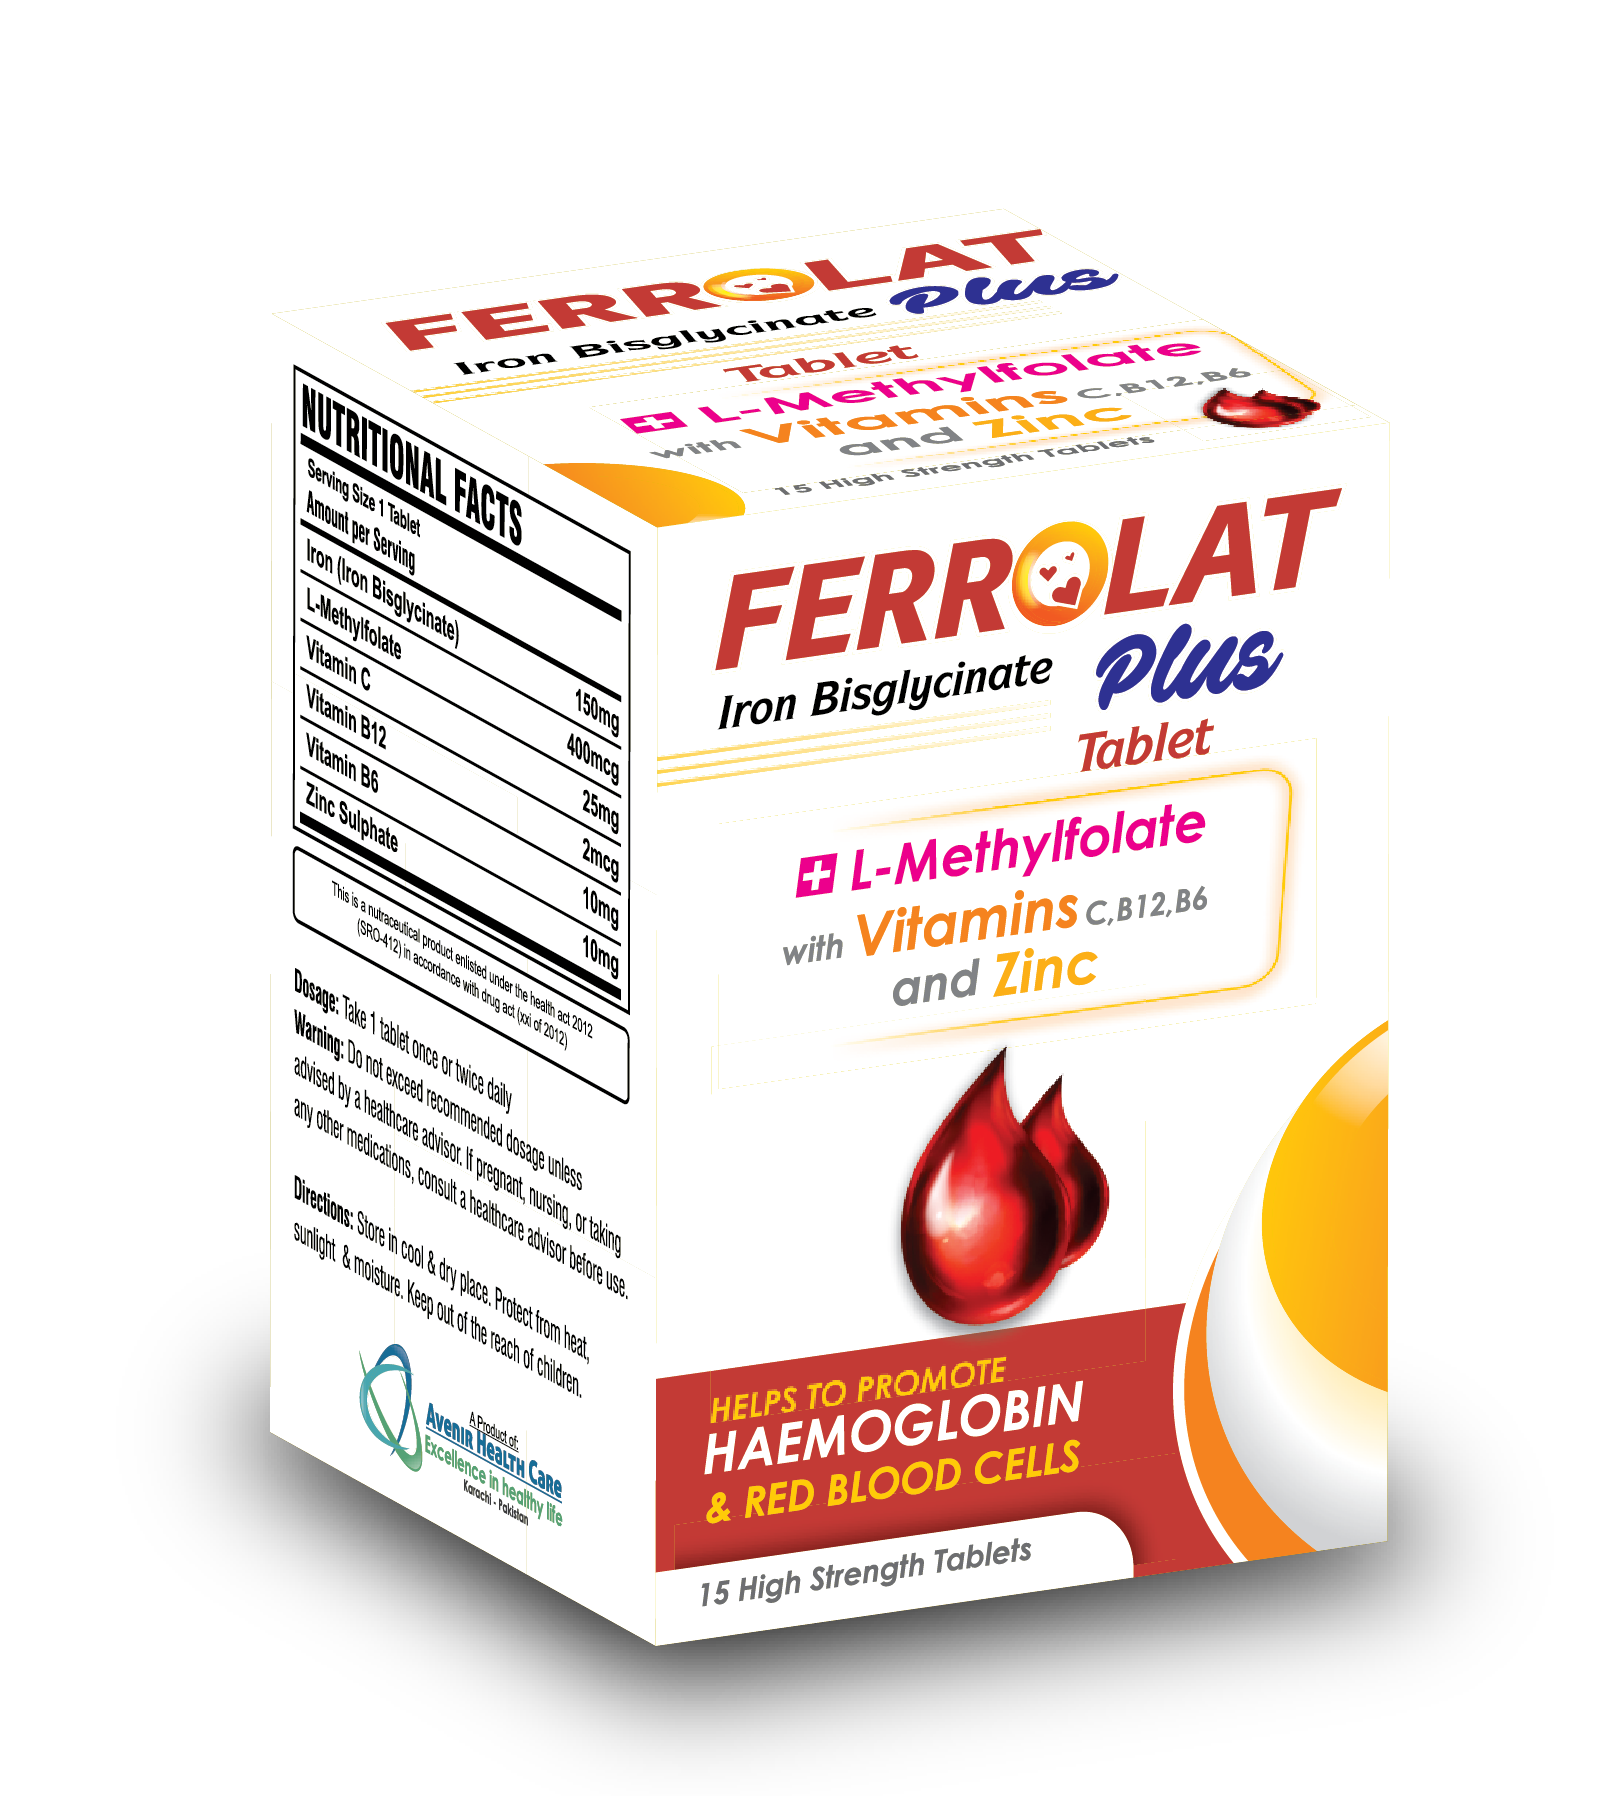 FERROLAT
Iron Bisglycinate Plus
Tablet
L-Methylfolate
with Vitamins C,B12,B6
and Zinc
15 High Strength Tablets
NUTRITIONAL FACTS
Serving Size 1 Tablet
Amount per Serving
Iron (Iron Bisglycinate) 150mg
L-Methylfolate 400mcg
Vitamin C 25mg
Vitamin B12 2mcg
Vitamin B6 10mg
Zinc Sulphate 10mg
This is a nutraceutical product enlisted under the health act 2012
(SRO-412) in accordance with drug act (xxi of 2012)
Dosage: Take 1 tablet once or twice daily
Warning: Do not exceed recommended dosage unless
advised by a healthcare advisor. If pregnant, nursing, or taking
any other medications, consult a healthcare advisor before use.
Directions: Store in cool & dry place. Protect from heat,
sunlight & moisture. Keep out of the reach of children.
A Product of:
AVENIR HEALTH CARE
Excellence in healthy life
Karachi - Pakistan
FERROLAT
Iron Bisglycinate Plus
Tablet
L-Methylfolate
with Vitamins C,B12,B6
and Zinc
HELPS TO PROMOTE
HAEMOGLOBIN
& RED BLOOD CELLS
15 High Strength Tablets